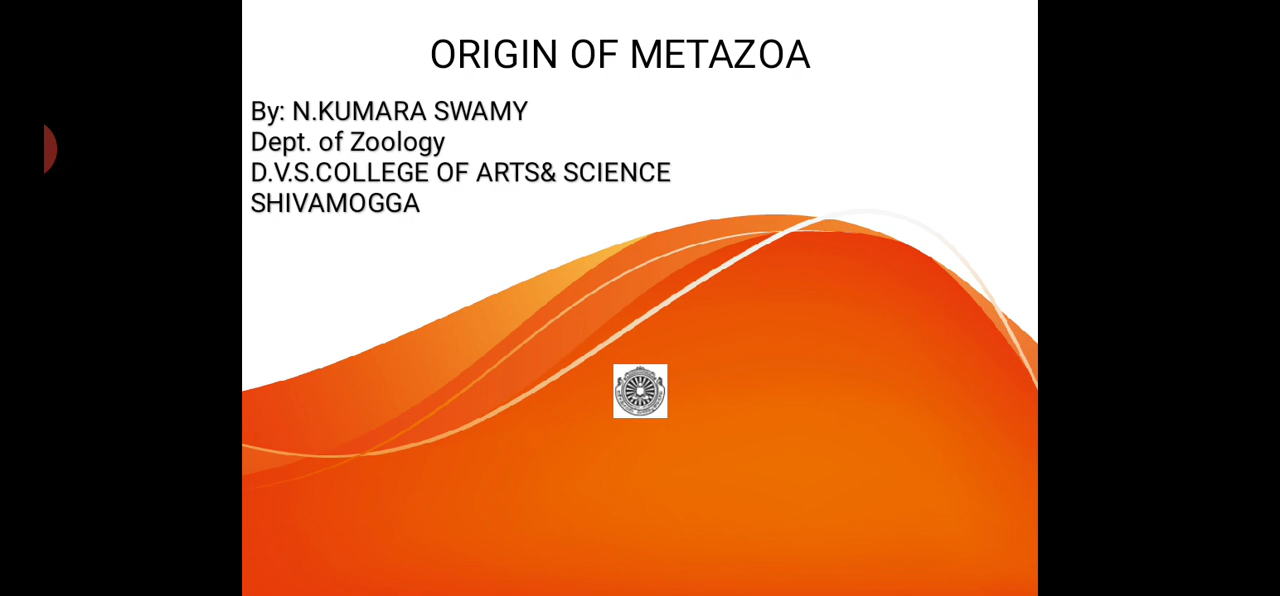 ORIGIN OF METAZOA
By: N.KUMARA SWAMY
Dept. of Zoology
D.V.S.COLLEGE OF ARTS& SCIENCE
SHIVAMOGGA